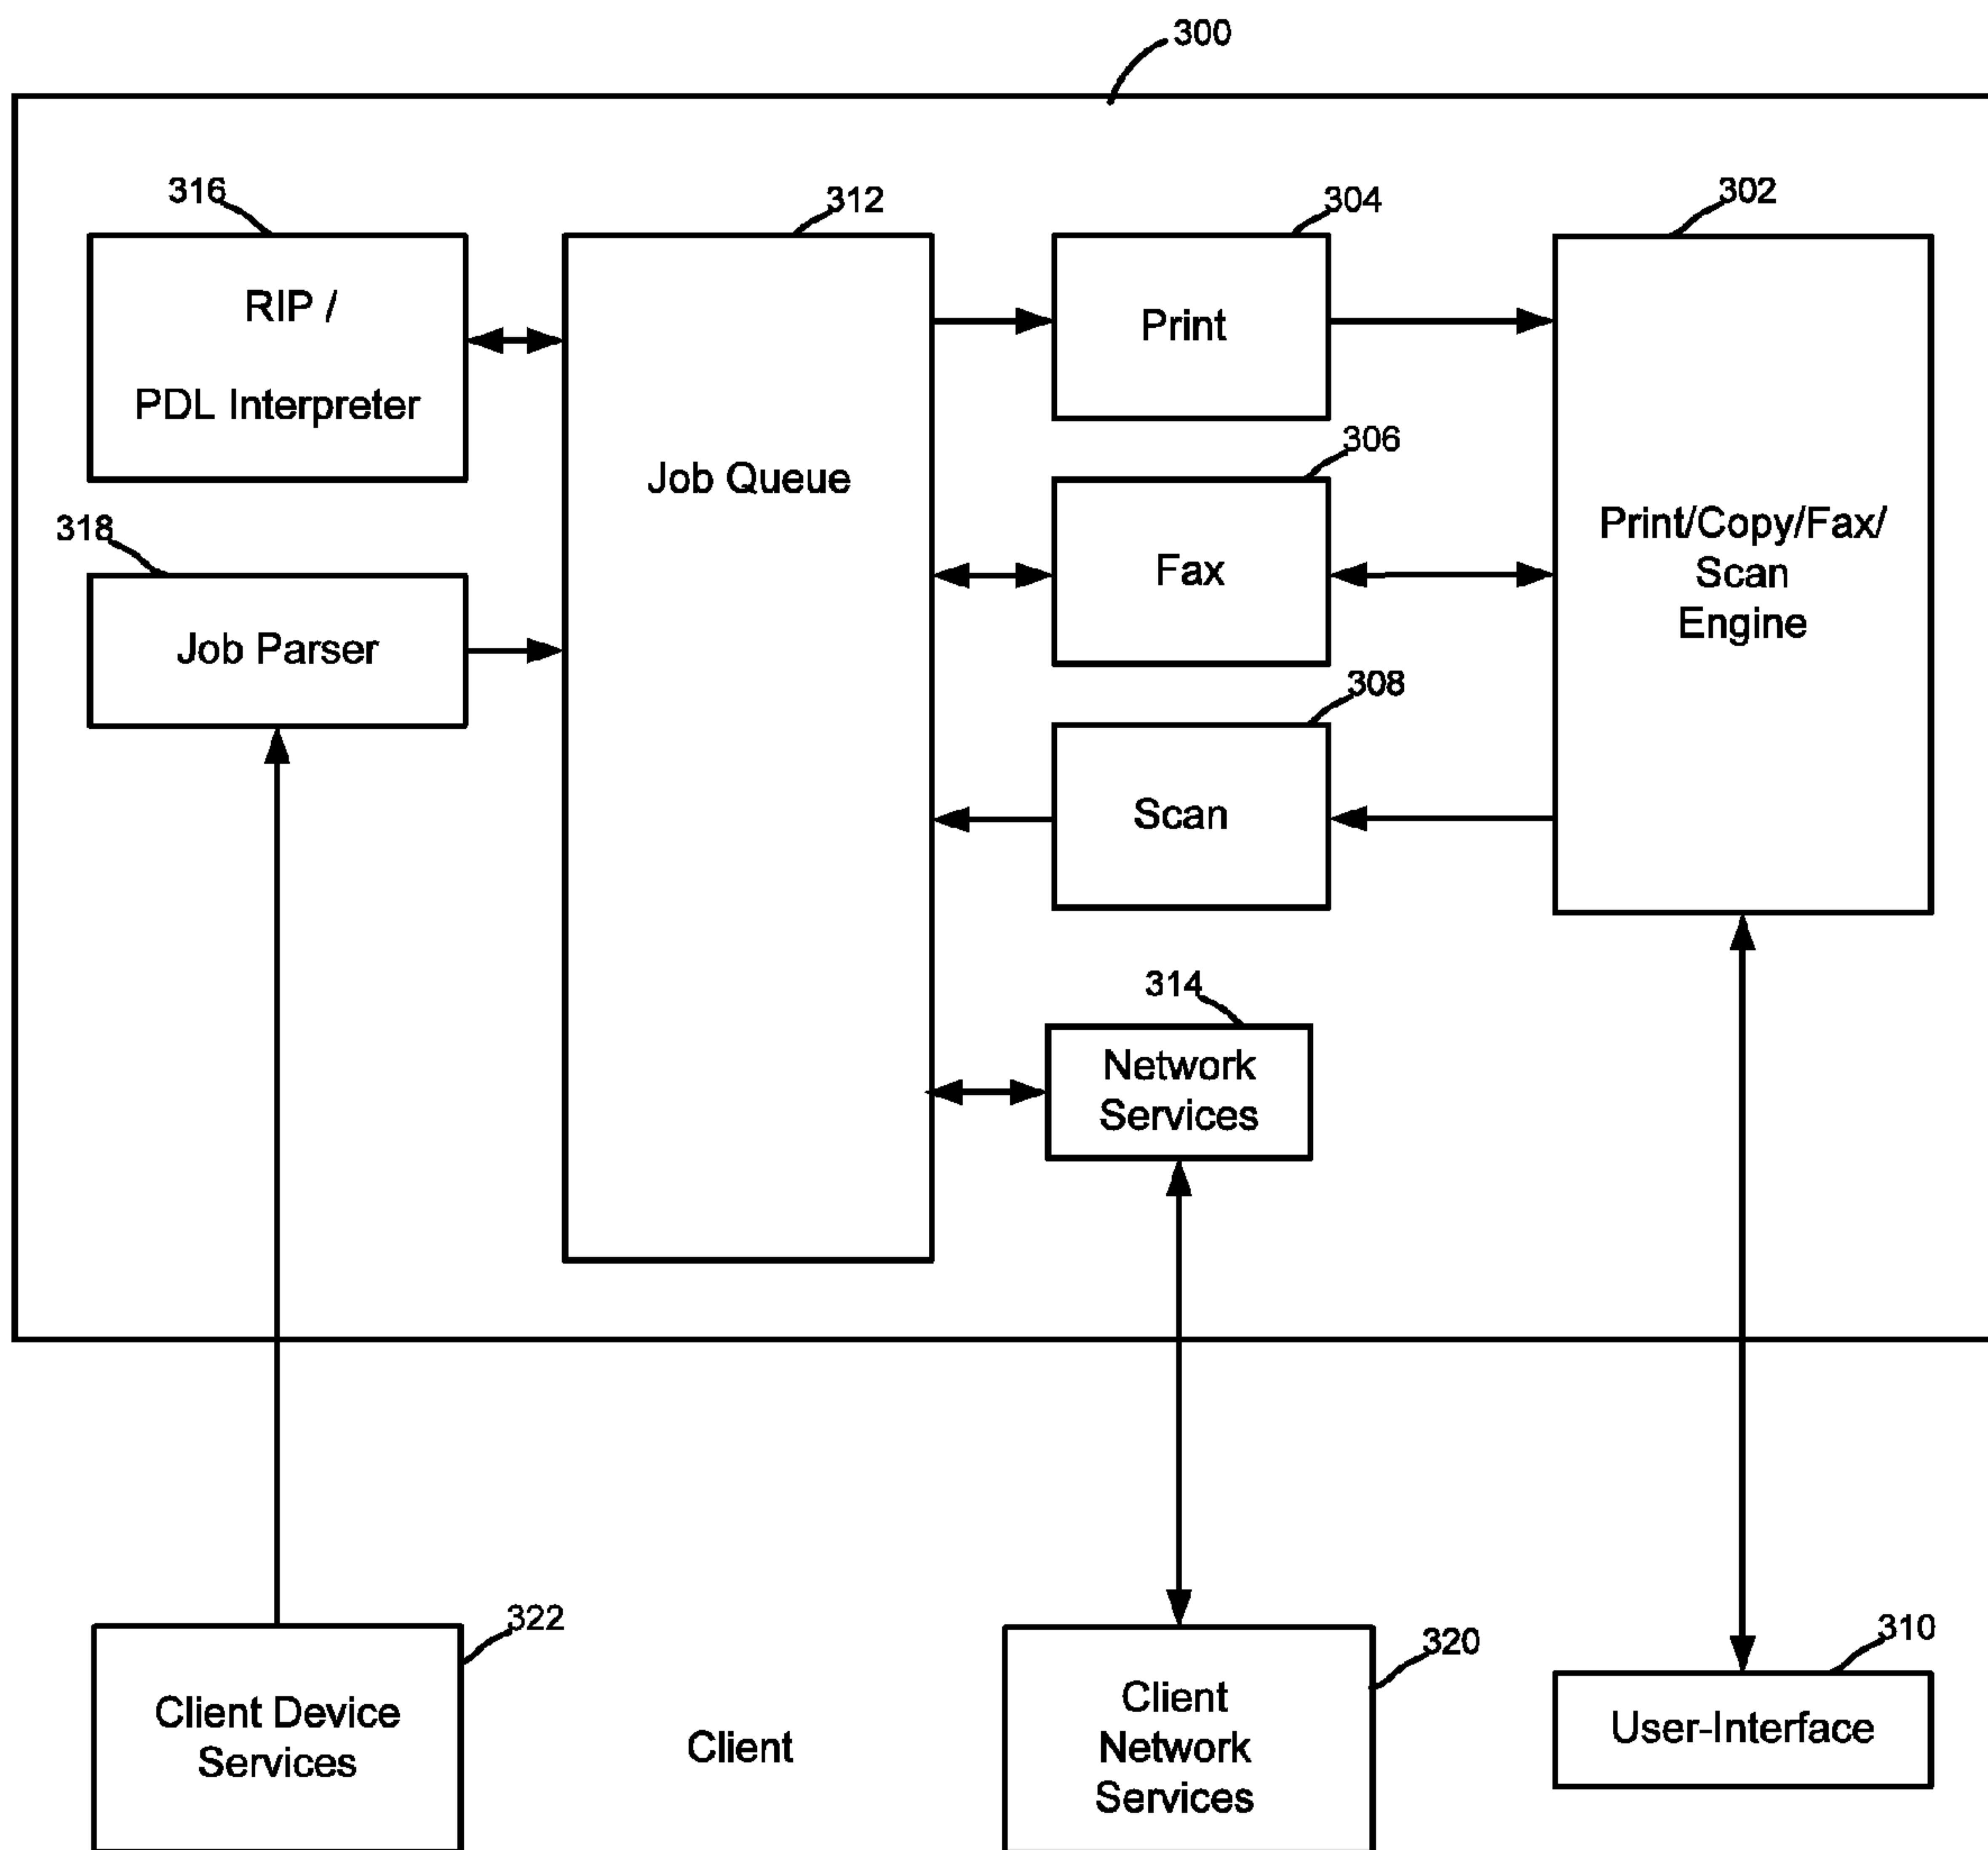 300
316
312
304
302
RIP /
PDL Interpreter
Job Queue
Print
306
Fax
Print/Copy/Fax/
Scan
Engine
318
Job Parser
308
Scan
314
Network
Services
322
Client Device
Services
Client
320
Client
Network
Services
310
User-Interface